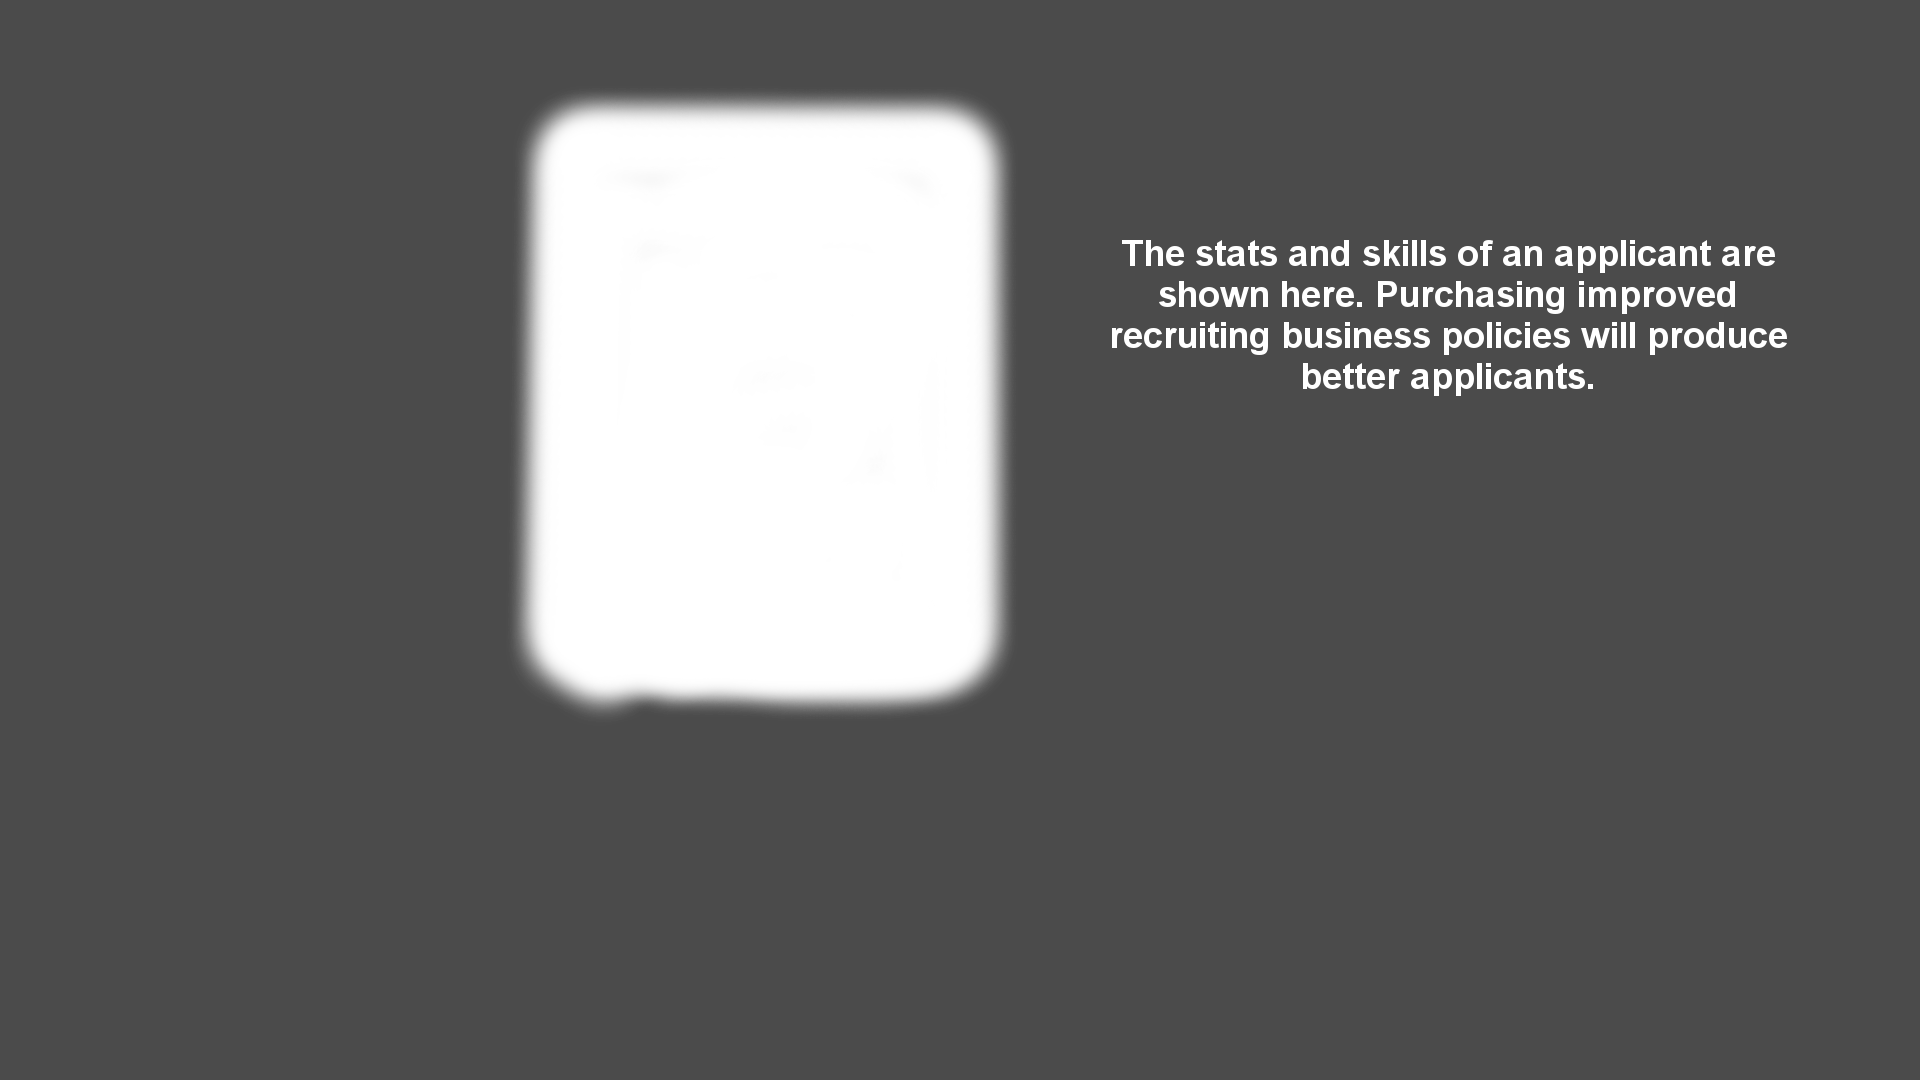 The stats and skills of an applicant are
shown here. Purchasing improved
recruiting business policies will produce
better applicants.